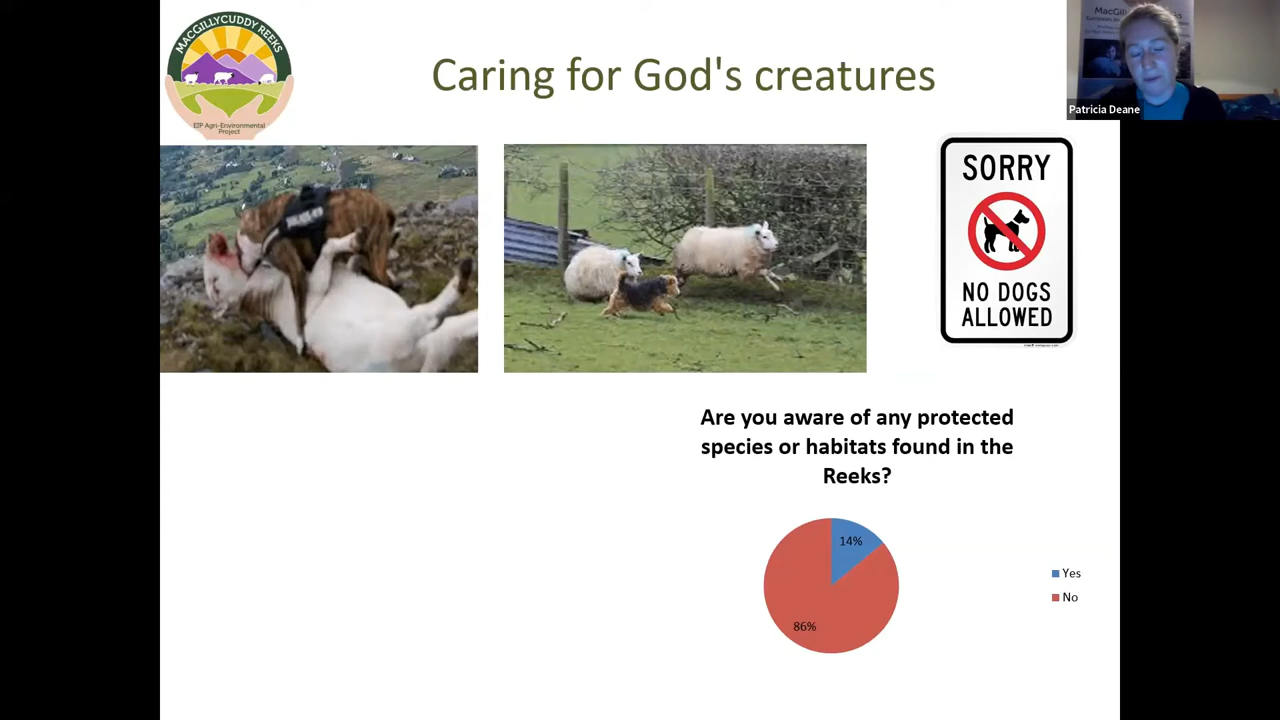 MACGILLYCUDDY REEKS
EIP Agri-Environmental
Project
Caring for God's creatures
Patricia Deane
SORRY
NO DOGS
ALLOWED
Are you aware of any protected
species or habitats found in the
Reeks?
14%
86%
Yes
No